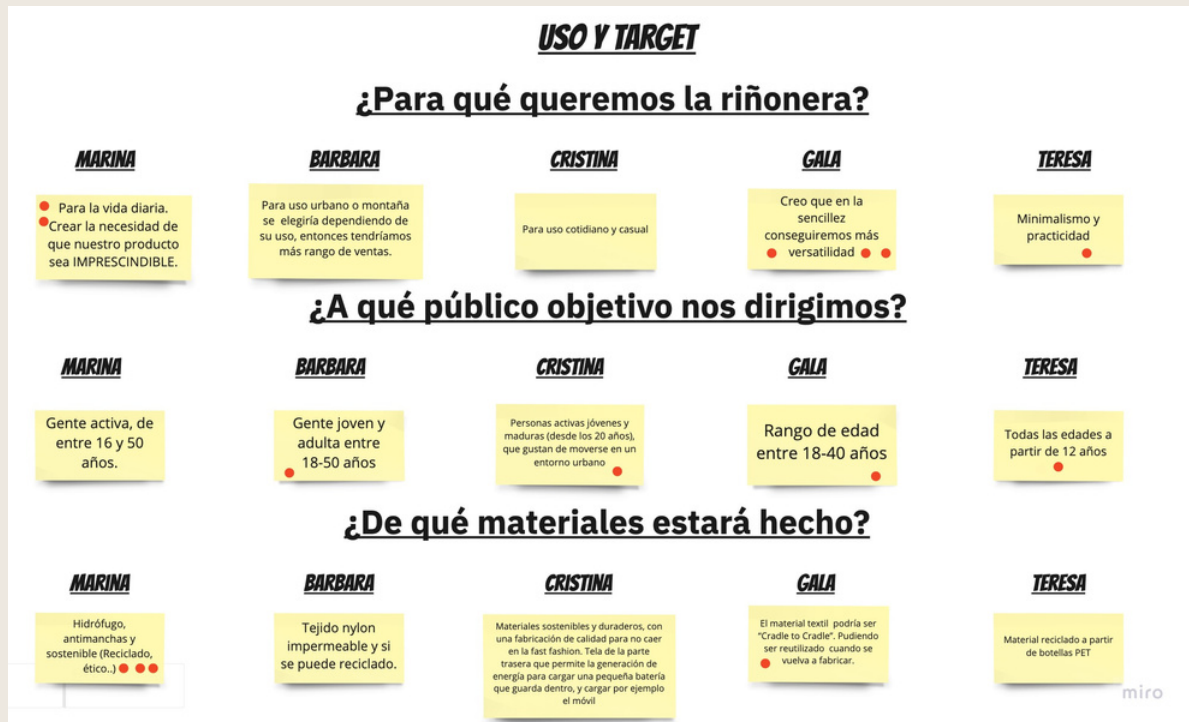 USO Y TARGET
¿Para qué queremos la riñonera?
MARINA
BARBARA
CRISTINA
GALA
TERESA
Para la vida diaria.
Crear la necesidad de
que nuestro producto
sea IMPRESCINDIBLE.
Para uso urbano o montaña
se elegiría dependiendo de
su uso, entonces tendríamos
más rango de ventas.
Para uso cotidiano y casual
Creo que en la
sencillez
conseguiremos más
versatilidad
Minimalismo y
practicidad
¿A qué público objetivo nos dirigimos?
MARINA
BARBARA
CRISTINA
GALA
TERESA
Gente activa, de
entre 16 y 50
años.
Gente joven y
adulta entre
18-50 años
Personas activas jóvenes y
maduras (desde los 20 años),
que gustan de moverse en un
entorno urbano
Rango de edad
entre 18-40 años
Todas las edades a
partir de 12 años
¿De qué materiales estará hecho?
MARINA
BARBARA
CRISTINA
GALA
TERESA
Hidrófugo,
antimanchas y
sostenible (Reciclado,
ético..)
Tejido nylon
impermeable y si
se puede reciclado.
Materiales sostenibles y duraderos, con
una fabricación de calidad para no caer
en la fast fashion. Tela de la parte
trasera que permite la generación de
energía para cargar una pequeña batería
que guarda dentro, y cargar por ejemplo
el móvil
El material textil podría ser
"Cradle to Cradle". Pudiendo
ser reutilizado cuando se
vuelva a fabricar.
Material reciclado a partir
de botellas PET
miro